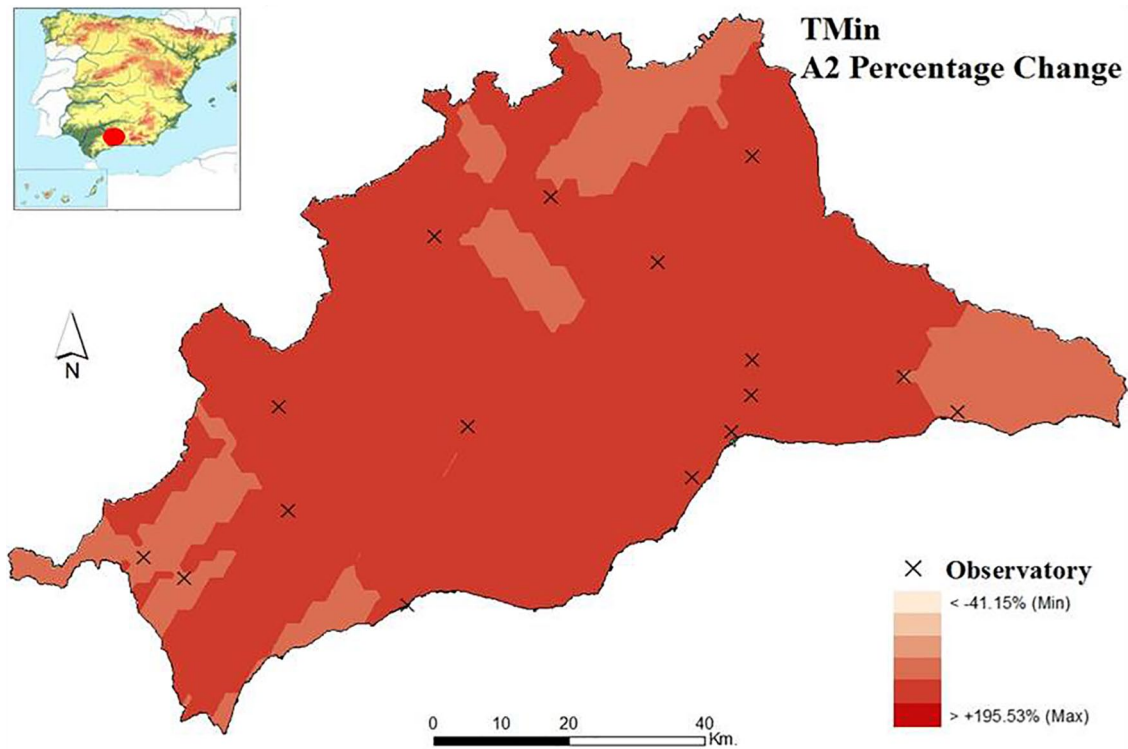 TMin
A2 Percentage Change
N
Observatory
< -41.15% (Min)
> +195.53% (Max)
0 10 20 40
Km.